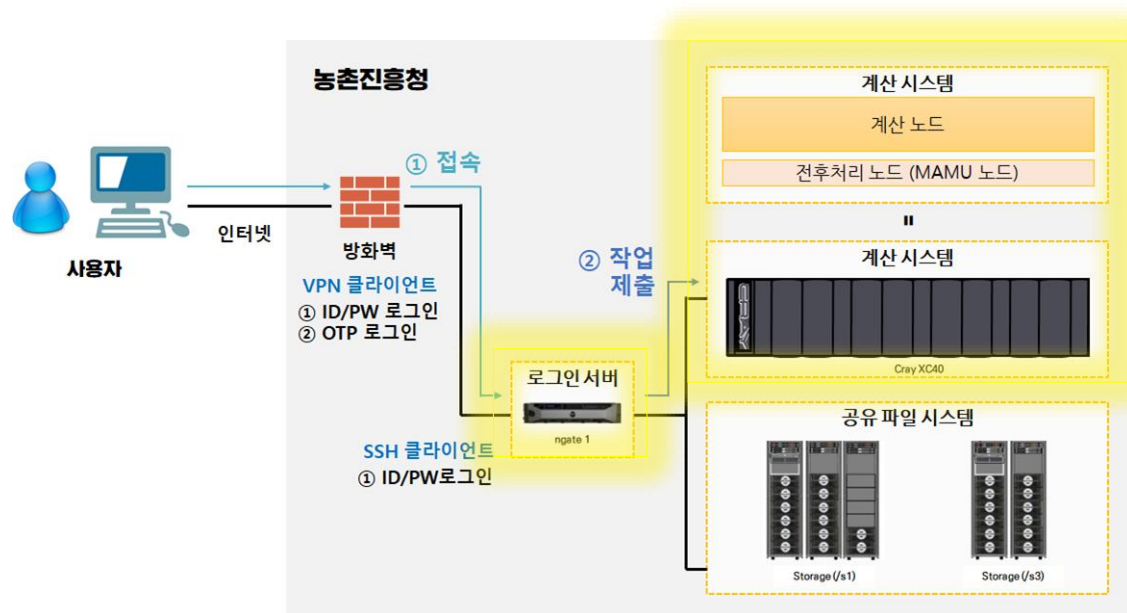 농촌진흥청
사용자
인터넷
① 접속
방화벽
VPN 클라이언트
① ID/PW 로그인
② OTP 로그인
② 작업
제출
로그인 서버
ngate 1
SSH 클라이언트
① ID/PW로그인
계산 시스템
계산 노드
전후처리 노드 (MAMU 노드)
=
계산 시스템
CRAY
Cray XC40
공유 파일 시스템
Storage (/s1)
Storage (/s3)